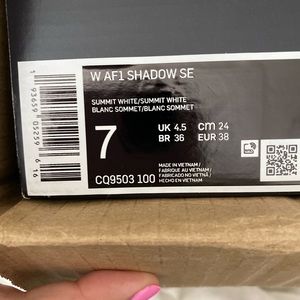 W AF1 SHADOW SE
SUMMIT WHITE/SUMMIT WHITE
BLANC SOMMET/BLANC SOMMET
7
UK 4.5 cm 24
BR 36 EUR 38
CQ9503 100
MADE IN VIETNAM/
FABRIQUÉ AU VIETNAM/
FABRICADO NO VIETNÃ/
HECHO EN VIETNAM